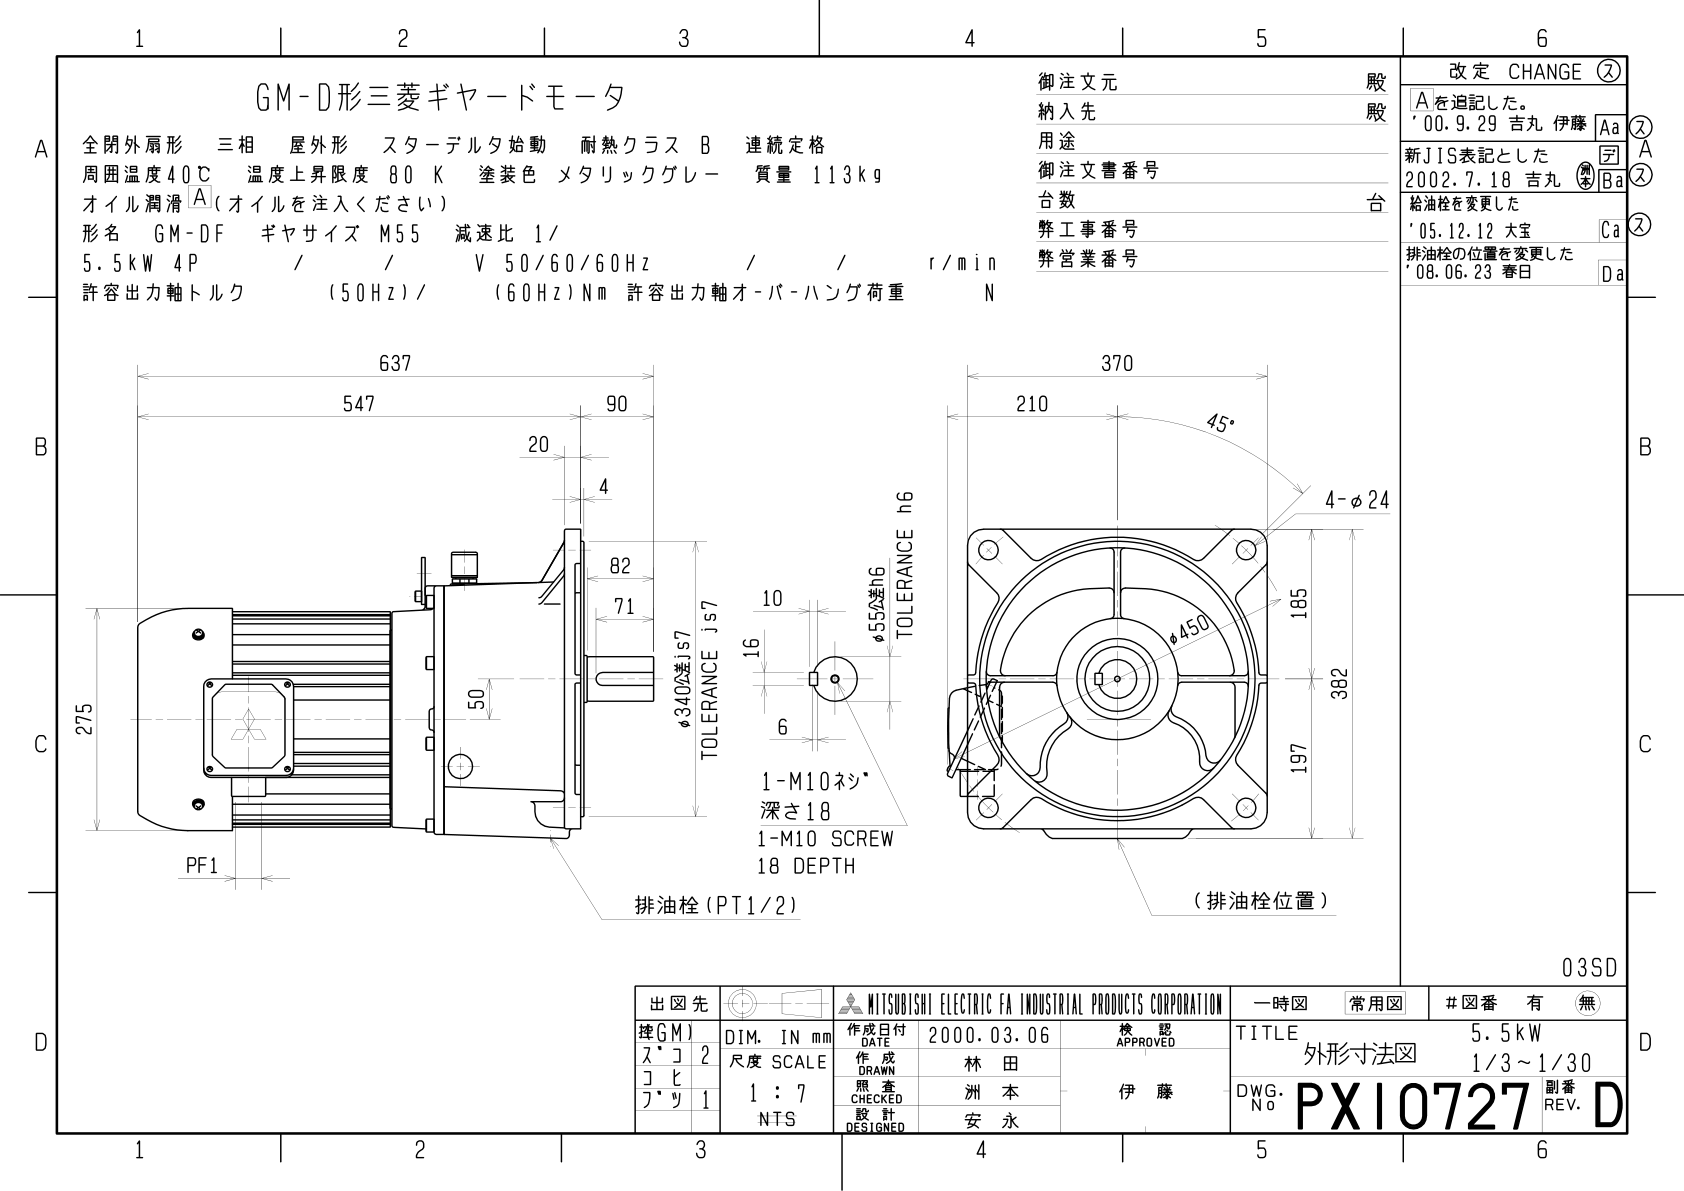 1 2 3 4 5 6
A
B
C
D
GM-D形三菱ギヤードモータ
全閉外扇形 三相 屋外形 スターデルタ始動 耐熱クラス B 連続定格
周囲温度40℃ 温度上昇限度 80 K 塗装色 メタリックグレー 質量 113kg
オイル潤滑 A (オイルを注入ください)
形名 GM-DF ギヤサイズ M55 減速比 1/
5.5kW 4P / / V 50/60/60Hz / / r/min
許容出力軸トルク (50Hz)/ (60Hz)Nm 許容出力軸オーバーハング荷重 N
御注文元 殿
納入先 殿
用途
御注文書番号
台数 台
弊工事番号
弊営業番号
改定 CHANGE ス
Aを追記した。
'00.9.29 吉丸 伊藤 Aa ス
新JIS表記とした デ
2002.7.18 吉丸 洲本 Ba ス
給油栓を変更した
'05.12.12 大宝 Ca ス
排油栓の位置を変更した
'08.06.23 春日 Da
A
B
C
D
637
547
90
20
4
82
71
50
275
φ340公差js7
TOLERANCE js7
PF1
排油栓(PT1/2)
10
16
6
φ55公差h6
TOLERANCE h6
1-M10ネジ
深さ18
1-M10 SCREW
18 DEPTH
370
210
45°
4-φ24
φ450
185
382
197
(排油栓位置)
03SD
出図先
(GM)
スコ 2
コヒ
ブツ 1
DIM. IN mm
尺度 SCALE
1:7
NTS
MITSUBISHI ELECTRIC FA INDUSTRIAL PRODUCTS CORPORATION
作成日付 DATE 2000.03.06
作成 DRAWN 林田
照査 CHECKED 洲本
設計 DESIGNED 安永
検認 APPROVED
伊藤
一時図 常用図
#図番 有 無
TITLE
外形寸法図
5.5kW
1/3~1/30
DWG. No PX10727
副番 REV. D
1 2 3 4 5 6